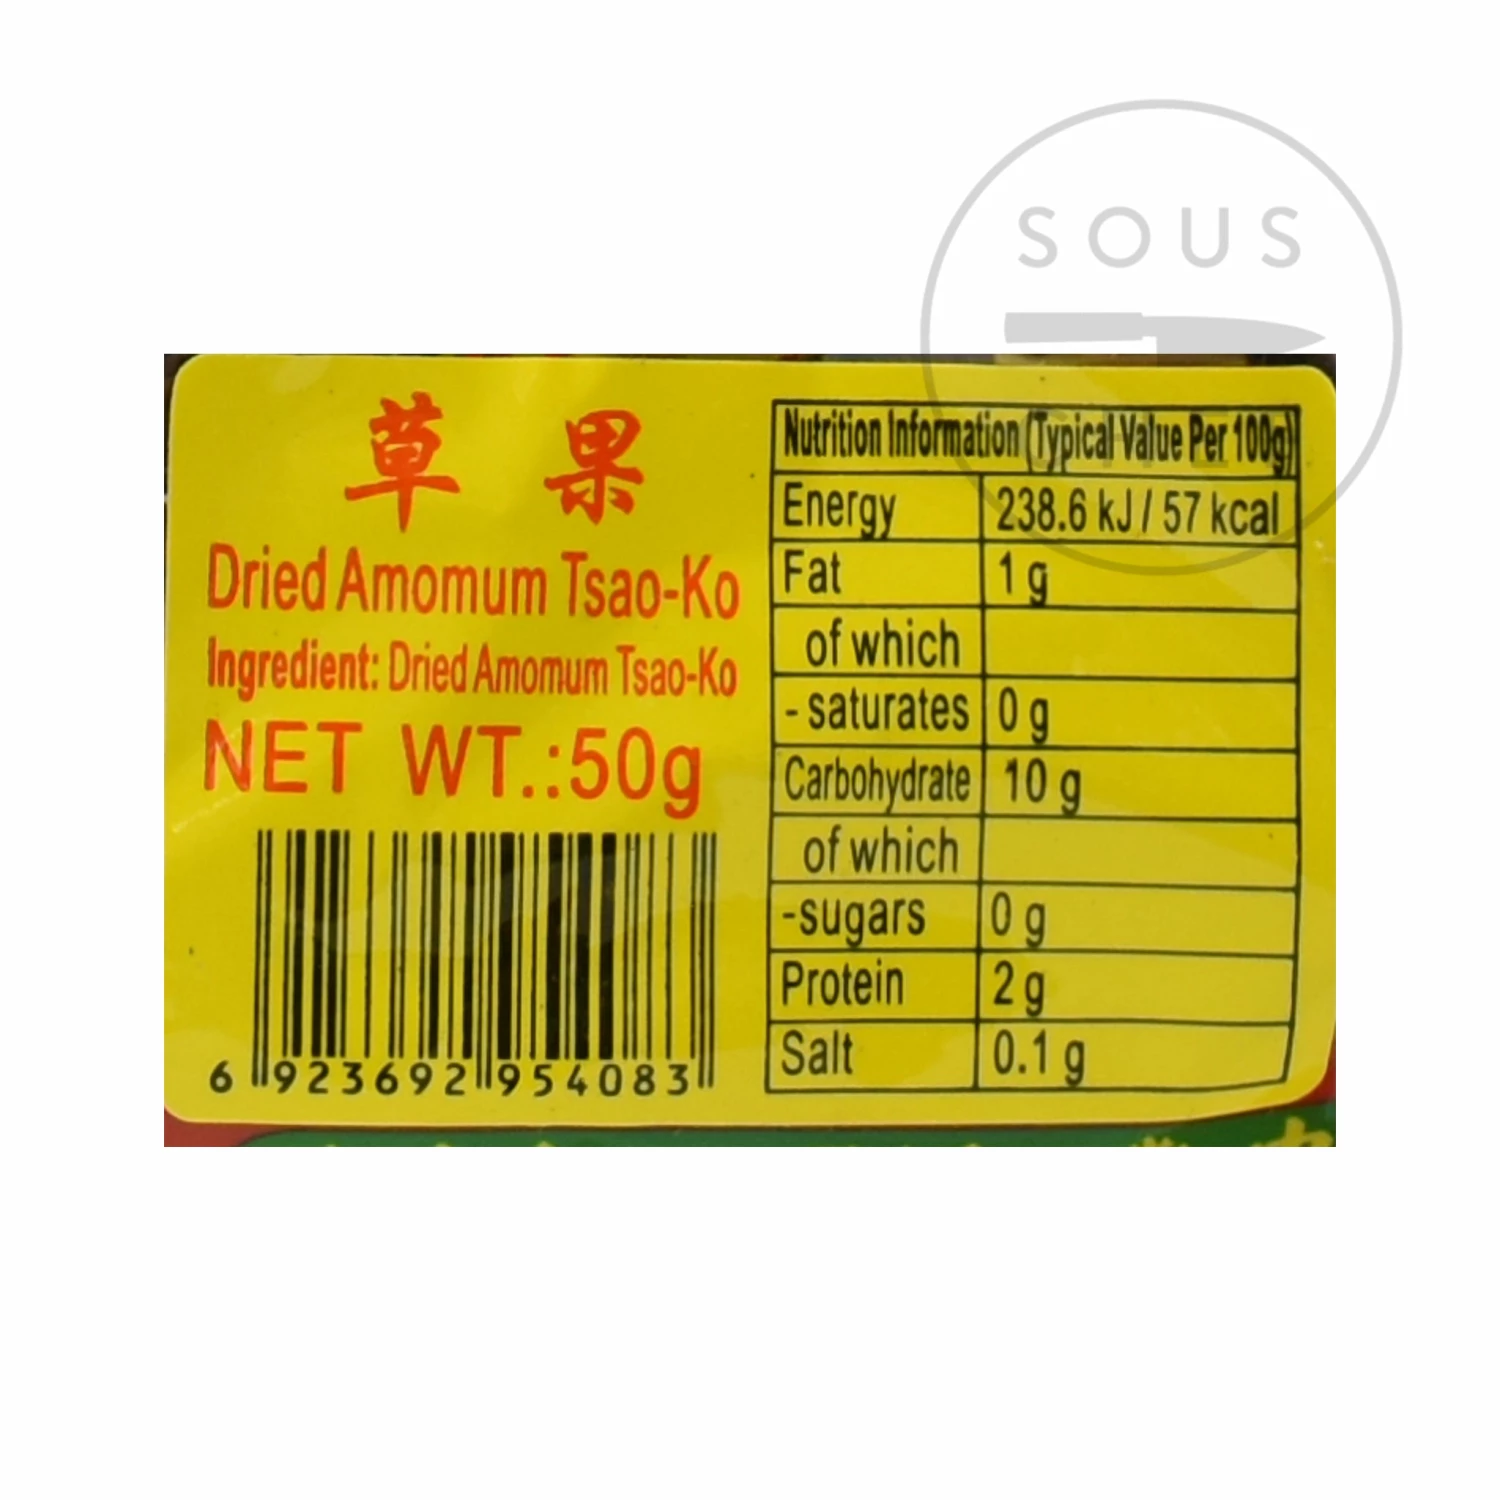 SOUS
草果
Dried Amomum Tsao-Ko
Ingredient: Dried Amomum Tsao-Ko
NET WT.:50g
6 923692 954083
Nutrition Information (Typical Value Per 100g)
Energy 238.6 kJ / 57 kcal
Fat 1 g
of which
- saturates 0 g
Carbohydrate 10 g
of which
-sugars 0 g
Protein 2 g
Salt 0.1 g